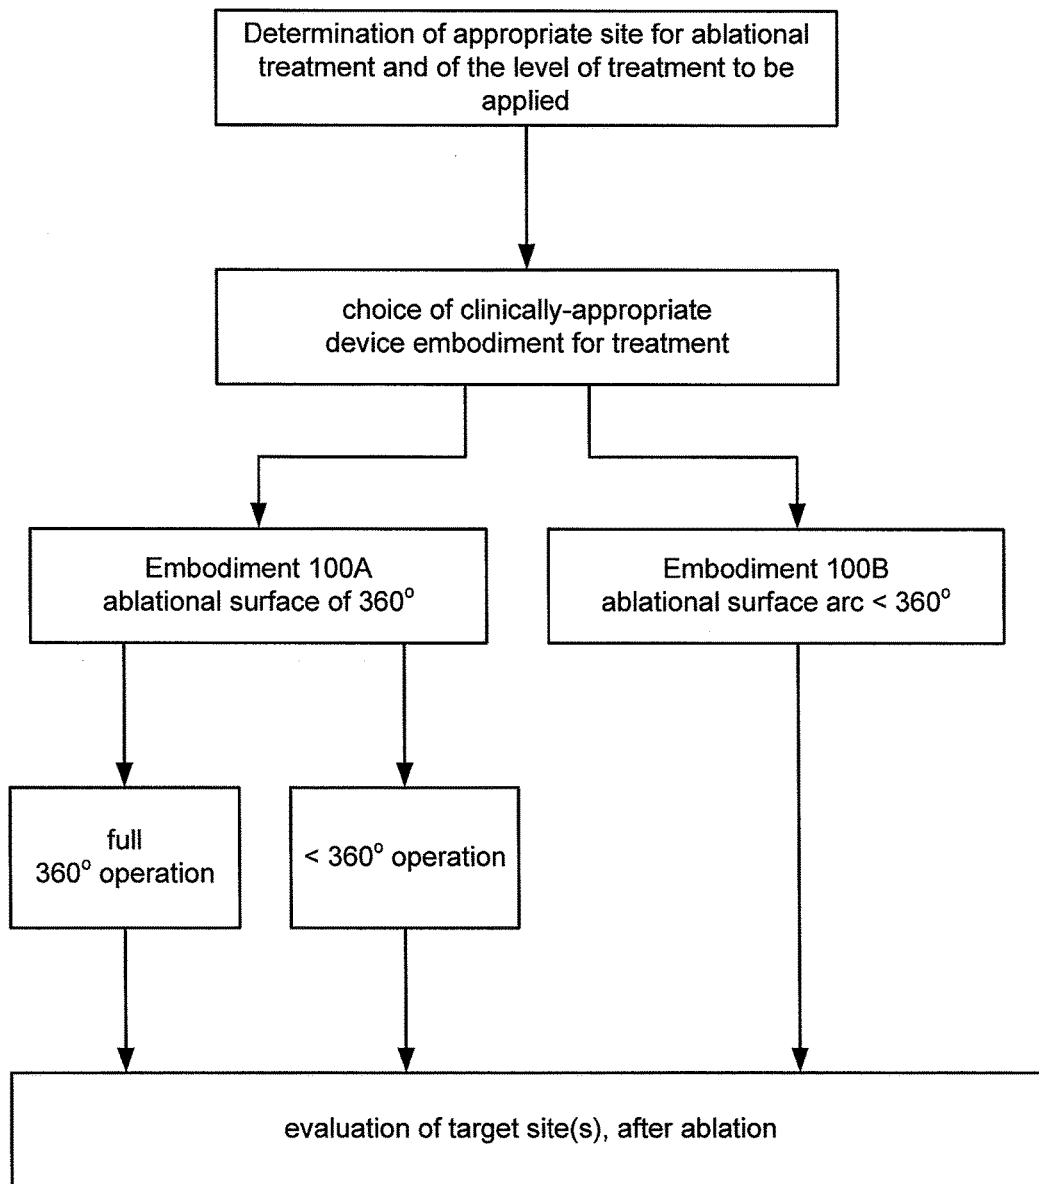 Determination of appropriate site for ablational
treatment and of the level of treatment to be
applied
choice of clinically-appropriate
device embodiment for treatment
Embodiment 100A
ablational surface of 360°
Embodiment 100B
ablational surface arc < 360°
full
360° operation
< 360° operation
evaluation of target site(s), after ablation